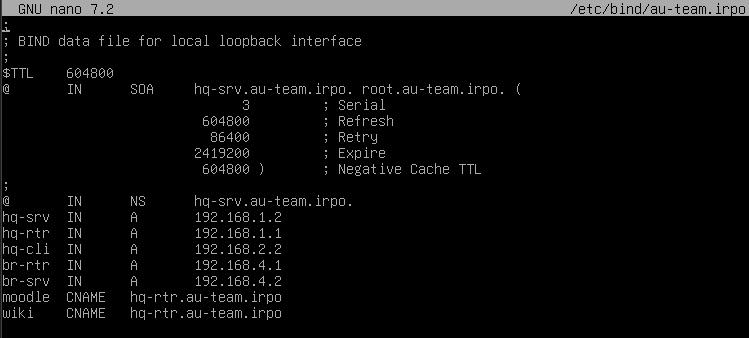 GNU nano 7.2 /etc/bind/au-team.irpo
;
; BIND data file for local loopback interface
;
$TTL 604800
@ IN SOA hq-srv.au-team.irpo. root.au-team.irpo. (
3 ; Serial
604800 ; Refresh
86400 ; Retry
2419200 ; Expire
604800 ) ; Negative Cache TTL
;
@ IN NS hq-srv.au-team.irpo.
hq-srv IN A 192.168.1.2
hq-rtr IN A 192.168.1.1
hq-cli IN A 192.168.2.2
br-rtr IN A 192.168.4.1
br-srv IN A 192.168.4.2
moodle CNAME hq-rtr.au-team.irpo
wiki CNAME hq-rtr.au-team.irpo